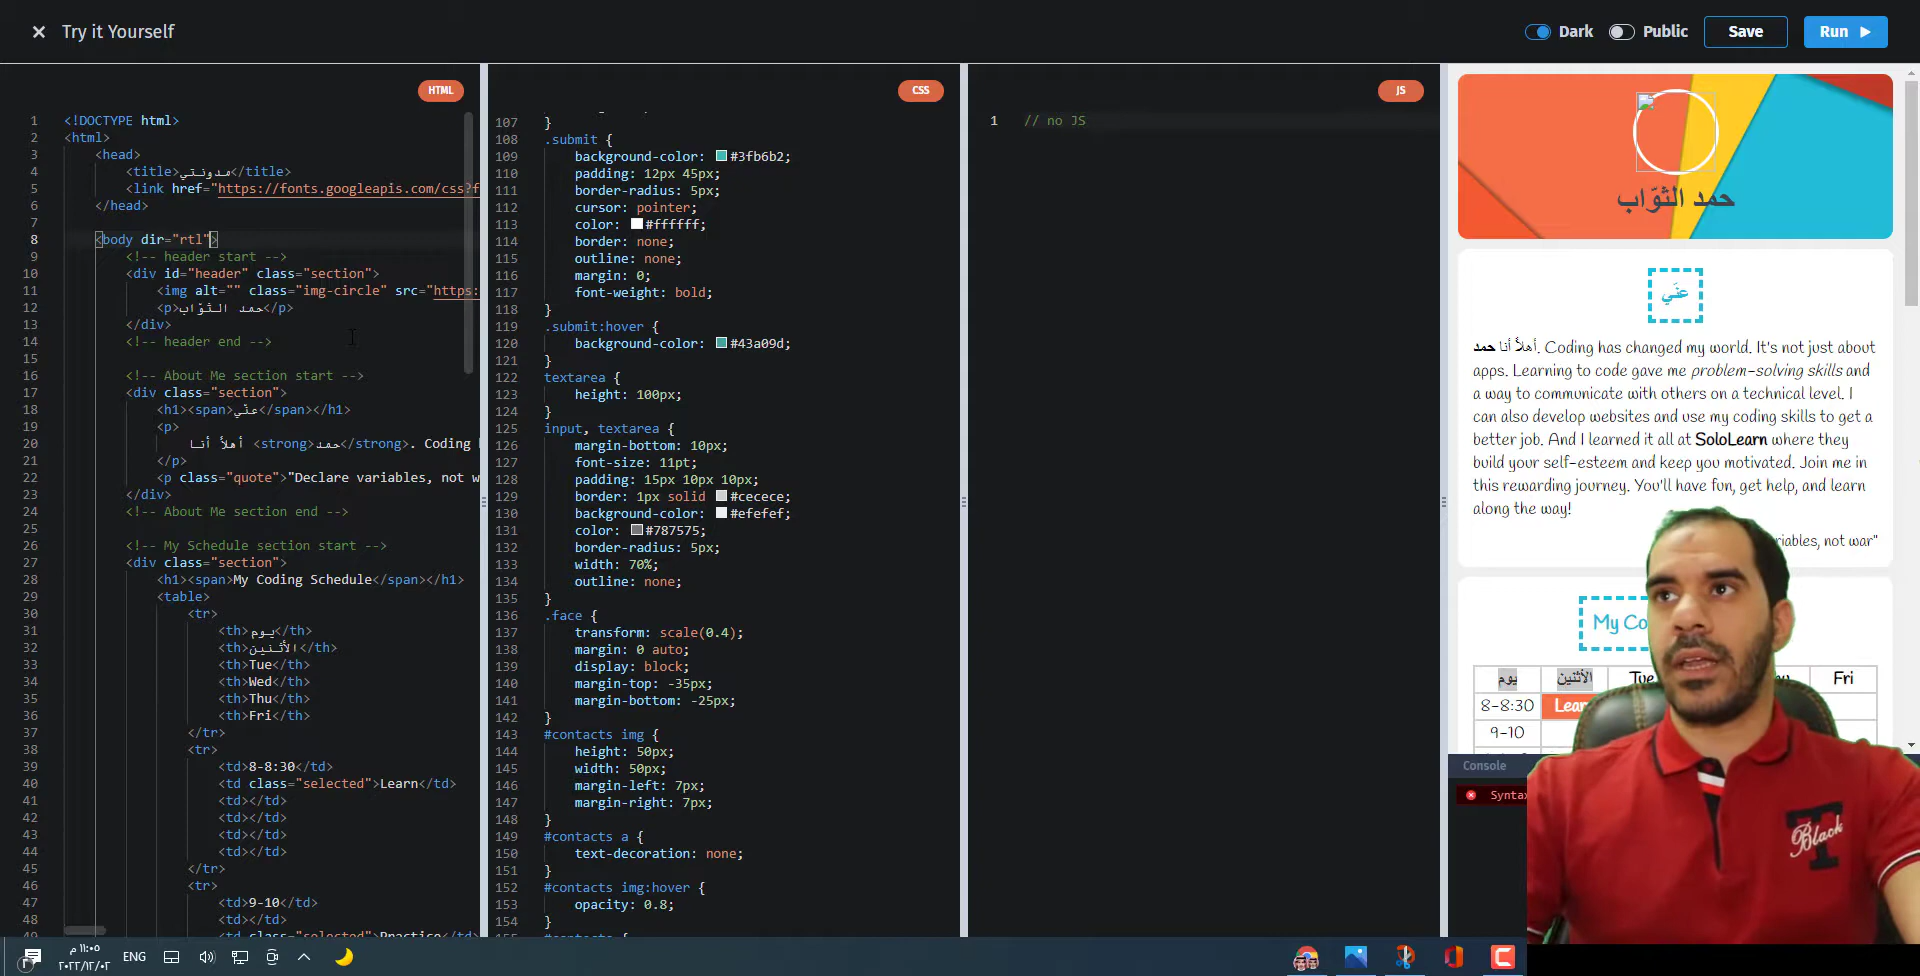 Try it Yourself
Dark
Public
Save
Run
HTML
1 <!DOCTYPE html>
2 <html>
3 <head>
4 <title>مدونتي</title>
5 <link href="https://fonts.googleapis.com/css?f
6 </head>
7
8 <body dir="rtl">
9 <!-- header start -->
10 <div id="header" class="section">
11 <img alt="" class="img-circle" src="https:
12 <p>حمد الثوّاب</p>
13 </div>
14 <!-- header end -->
15
16 <!-- About Me section start -->
17 <div class="section">
18 <h1><span>عنّي</span></h1>
19 <p>
20 أهلاً أنا <strong>حمد</strong>. Coding
21 </p>
22 <p class="quote">"Declare variables, not w
23 </div>
24 <!-- About Me section end -->
25
26 <!-- My Schedule section start -->
27 <div class="section">
28 <h1><span>My Coding Schedule</span></h1>
29 <table>
30 <tr>
31 <th>يوم</th>
32 <th>الأثنين</th>
33 <th>Tue</th>
34 <th>Wed</th>
35 <th>Thu</th>
36 <th>Fri</th>
37 </tr>
38 <tr>
39 <td>8-8:30</td>
40 <td class="selected">Learn</td>
41 <td></td>
42 <td></td>
43 <td></td>
44 <td></td>
45 </tr>
46 <tr>
47 <td>9-10</td>
48 <td></td>
49 <td class="selected">Practice</td>
CSS
107 }
108 .submit {
109 background-color: #3fb6b2;
110 padding: 12px 45px;
111 border-radius: 5px;
112 cursor: pointer;
113 color: #ffffff;
114 border: none;
115 outline: none;
116 margin: 0;
117 font-weight: bold;
118 }
119 .submit:hover {
120 background-color: #43a09d;
121 }
122 textarea {
123 height: 100px;
124 }
125 input, textarea {
126 margin-bottom: 10px;
127 font-size: 11pt;
128 padding: 15px 10px 10px;
129 border: 1px solid #cecece;
130 background-color: #efefef;
131 color: #787575;
132 border-radius: 5px;
133 width: 70%;
134 outline: none;
135 }
136 .face {
137 transform: scale(0.4);
138 margin: 0 auto;
139 display: block;
140 margin-top: -35px;
141 margin-bottom: -25px;
142 }
143 #contacts img {
144 height: 50px;
145 width: 50px;
146 margin-left: 7px;
147 margin-right: 7px;
148 }
149 #contacts a {
150 text-decoration: none;
151 }
152 #contacts img:hover {
153 opacity: 0.8;
154 }
JS
1 // no JS
حمد الثوّاب
عنّي
أهلاً أنا حمد. Coding has changed my world. It's not just about
apps. Learning to code gave me problem-solving skills and
a way to communicate with others on a technical level. I
can also develop websites and use my coding skills to get a
better job. And I learned it all at SoloLearn where they
build your self-esteem and keep you motivated. Join me in
this rewarding journey. You'll have fun, get help, and learn
along the way!
riables, not war"
My Co
يوم الأثنين Tue Fri
8-8:30 Lear
9-10
Console
Synta
١١:٠٥ م
٢٠٢٢/١٢/٠٢
ENG
Black